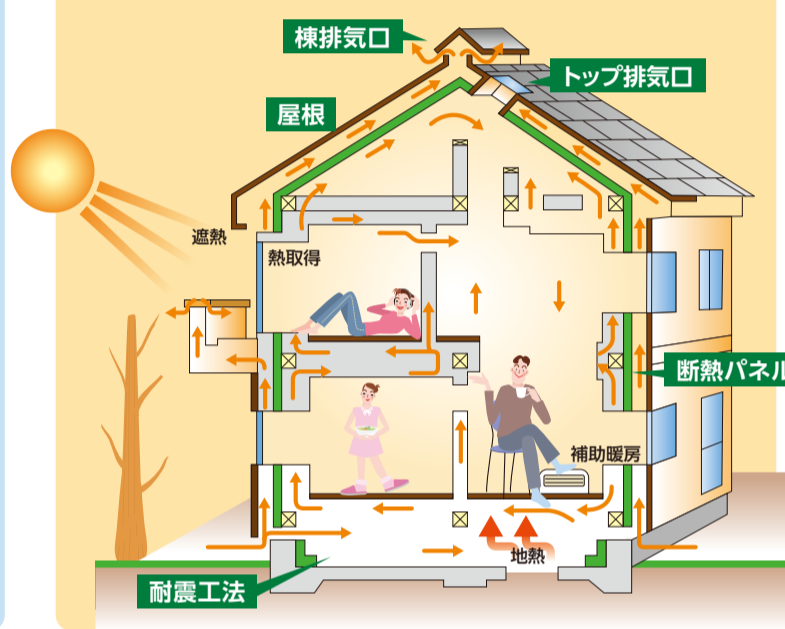 棟排気口
トップ排気口
屋根
遮熱
熱取得
断熱パネル
補助暖房
地熱
耐震工法